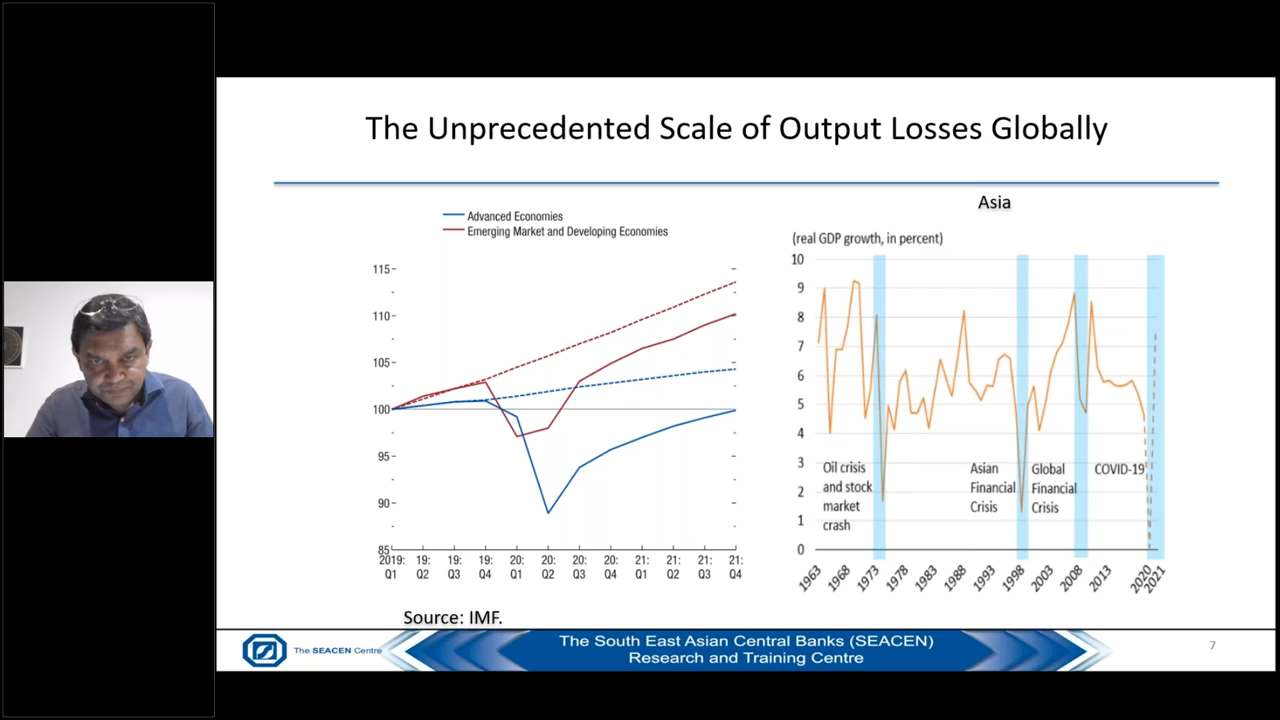 The Unprecedented Scale of Output Losses Globally
Advanced Economies
Emerging Market and Developing Economies
115
110
105
100
95
90
85
2019: Q1
19: Q2
19: Q3
19: Q4
20: Q1
20: Q2
20: Q3
20: Q4
21: Q1
21: Q2
21: Q3
21: Q4
Source: IMF.
Asia
(real GDP growth, in percent)
10
9
8
7
6
5
4
3
2
1
0
Oil crisis
and stock
market
crash
Asian
Financial
Crisis
Global
Financial
Crisis
COVID-19
1963
1968
1973
1978
1983
1988
1993
1998
2003
2008
2013
2020
2021
The SEACEN Centre
The South East Asian Central Banks (SEACEN)
Research and Training Centre
7